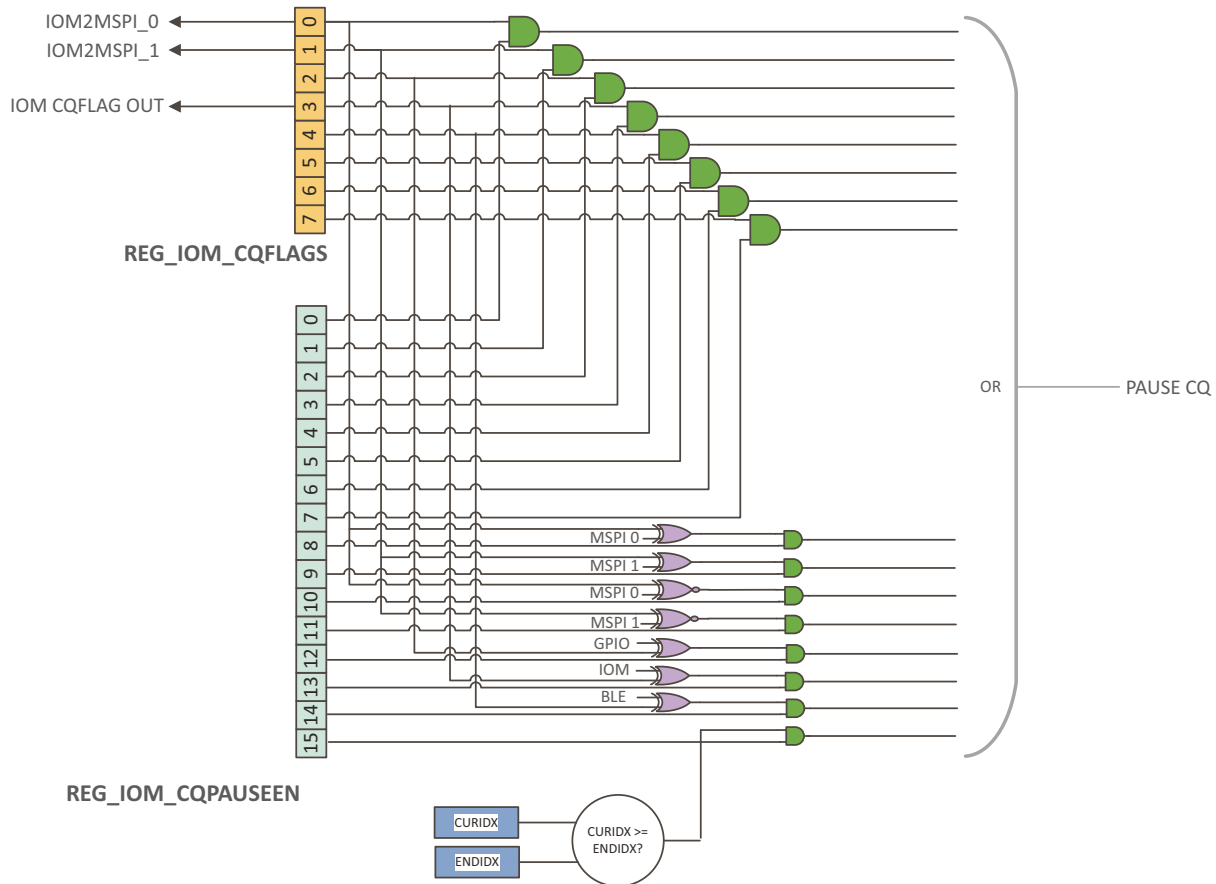 IOM2MSPI_0
IOM2MSPI_1
IOM CQFLAG OUT
0
1
2
3
4
5
6
7
REG_IOM_CQFLAGS
0
1
2
3
4
5
6
7
8
9
10
11
12
13
14
15
REG_IOM_CQPAUSEEN
MSPI 0
MSPI 1
MSPI 0
MSPI 1
GPIO
IOM
BLE
CURIDX
ENDIDX
CURIDX >=
ENDIDX?
OR
PAUSE CQ